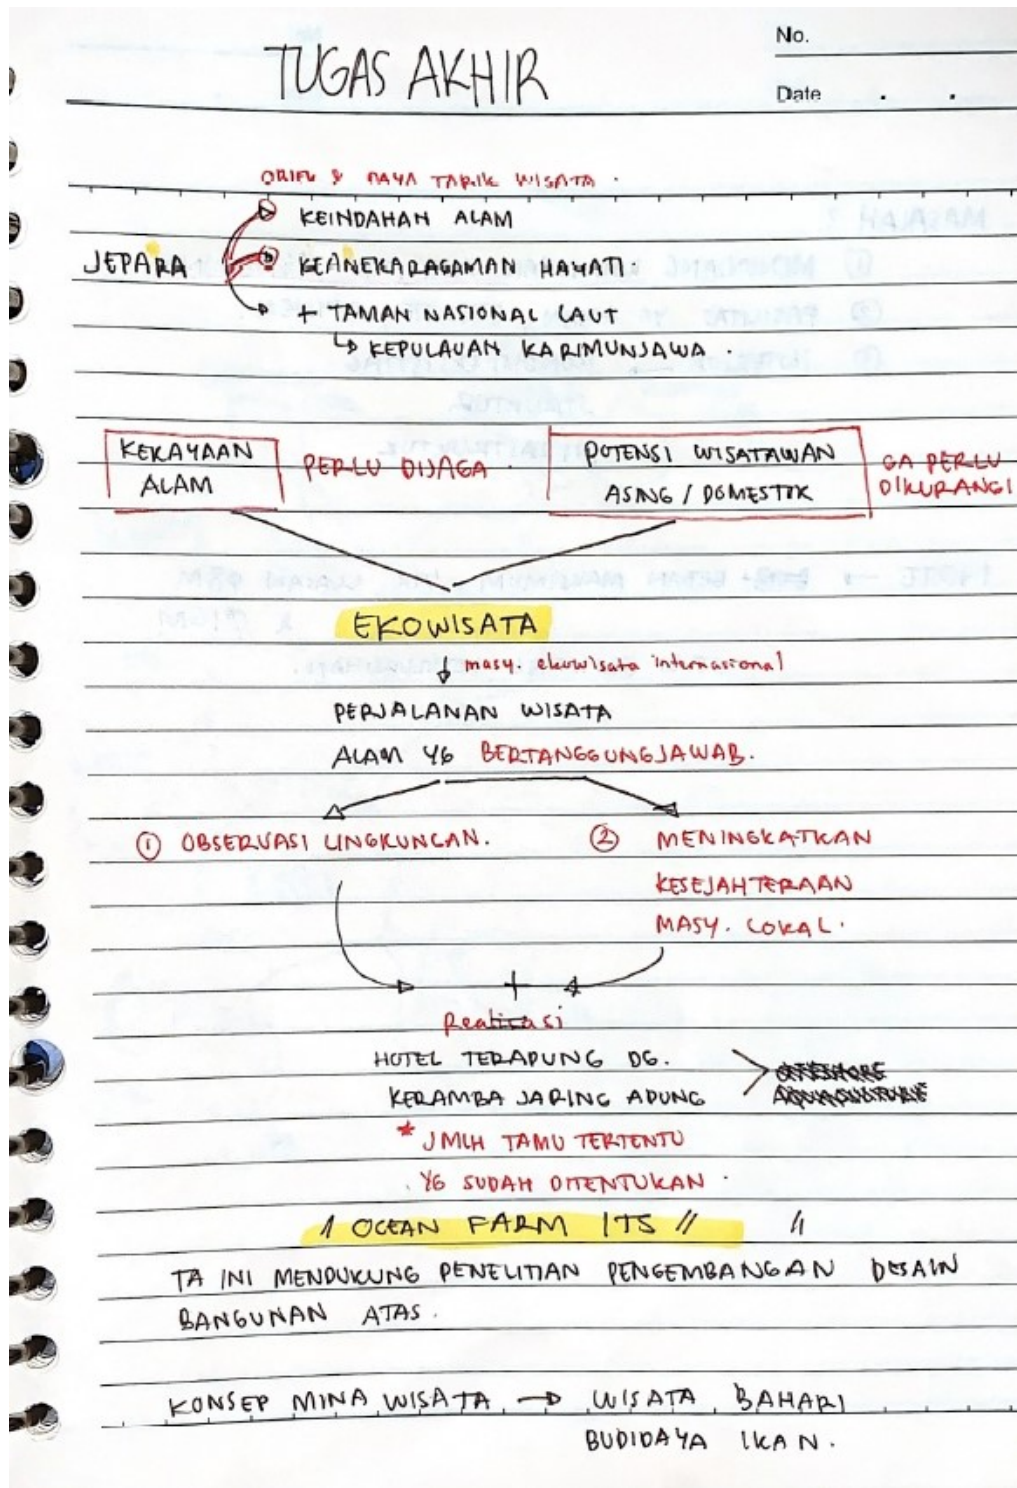 No.
TUGAS AKHIR
Date . .
& DAYA TARIK WISATA .
KEINDAHAN ALAM
JEPARA
KEANEKARAGAMAN HAYATI.
+ TAMAN NASIONAL LAUT
↳ KEPULAUAN KARIMUNJAWA .
KEKAYAAN
ALAM
PERLU DIJAGA .
POTENSI WISATAWAN
ASING / DOMESTIK
GA PERLU
DIKURANGI
EKOWISATA
↓ masy. ekowisata internasional
PERJALANAN WISATA
ALAM YG BERTANGGUNGJAWAB.
① OBSERVASI LINGKUNGAN.
② MENINGKATKAN
KESEJAHTERAAN
MASY. LOKAL.
+
Realisasi
HOTEL TERAPUNG DG.
KERAMBA JARING APUNG
* JMLH TAMU TERTENTU
YG SUDAH DITENTUKAN .
OCEAN FARM ITS //
TA INI MENDUKUNG PENELITIAN PENGEMBANGAN DESAIN
BANGUNAN ATAS .
KONSEP MINA WISATA → WISATA BAHARI
BUDIDAYA IKAN .